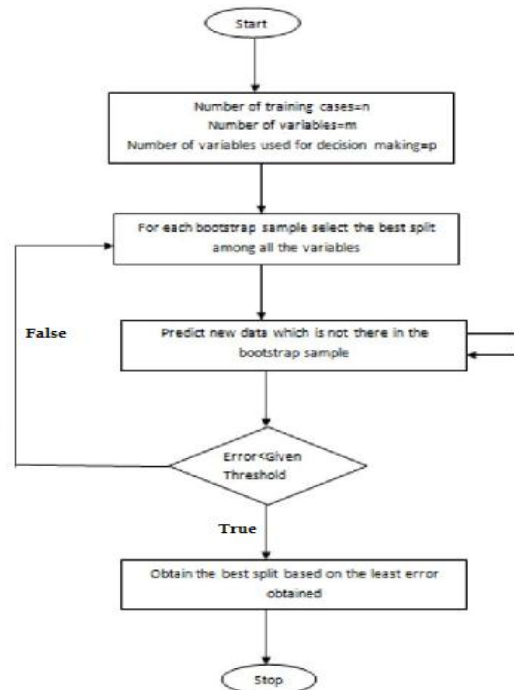 Start
Number of training cases=n
Number of variables=m
Number of variables used for decision making=p
For each bootstrap sample select the best split
among all the variables
Predict new data which is not there in the
bootstrap sample
False
Error<Given
Threshold
True
Obtain the best split based on the least error
obtained
Stop